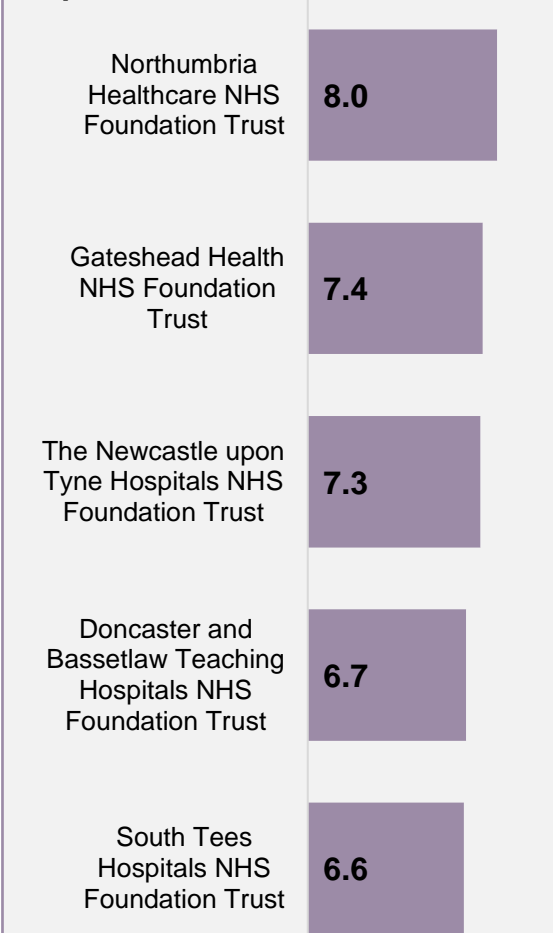 Northumbria
Healthcare NHS
Foundation Trust
8.0
Gateshead Health
NHS Foundation
Trust
7.4
The Newcastle upon
Tyne Hospitals NHS
Foundation Trust
7.3
Doncaster and
Bassetlaw Teaching
Hospitals NHS
Foundation Trust
6.7
South Tees
Hospitals NHS
Foundation Trust
6.6